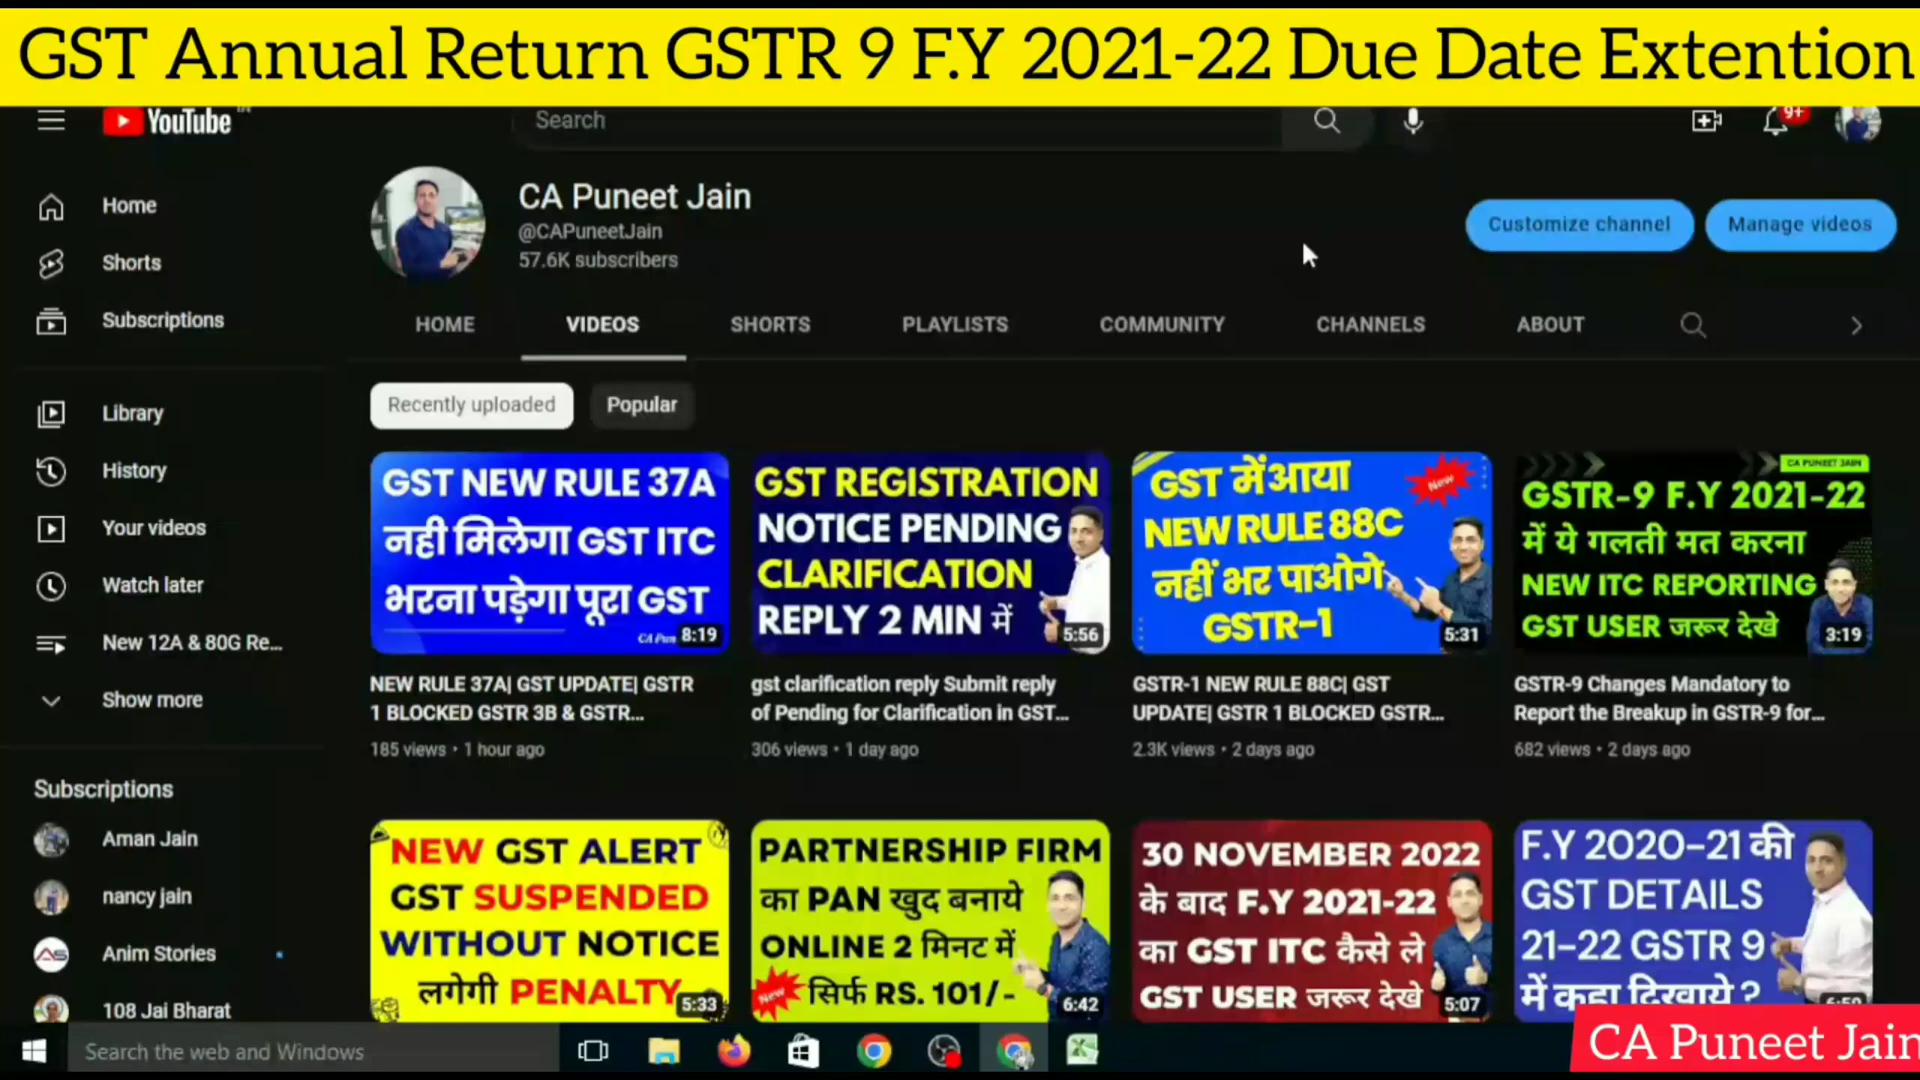 GST Annual Return GSTR 9 F.Y 2021-22 Due Date Extention
YouTube IN
Search
9+
Home
Shorts
Subscriptions
Library
History
Your videos
Watch later
New 12A & 80G Re...
Show more
Subscriptions
Aman Jain
nancy jain
Anim Stories
108 Jai Bharat
CA Puneet Jain
@CAPuneetJain
57.6K subscribers
Customize channel
Manage videos
HOME
VIDEOS
SHORTS
PLAYLISTS
COMMUNITY
CHANNELS
ABOUT
Recently uploaded
Popular
GST NEW RULE 37A
नही मिलेगा GST ITC
भरना पड़ेगा पूरा GST
8:19
NEW RULE 37A| GST UPDATE| GSTR
1 BLOCKED GSTR 3B & GSTR...
185 views • 1 hour ago
GST REGISTRATION
NOTICE PENDING
CLARIFICATION
REPLY 2 MIN में
5:56
gst clarification reply Submit reply
of Pending for Clarification in GST...
306 views • 1 day ago
GST में आया
New
NEW RULE 88C
नहीं भर पाओगे
GSTR-1
5:31
GSTR-1 NEW RULE 88C| GST
UPDATE| GSTR 1 BLOCKED GSTR...
2.3K views • 2 days ago
CA PUNEET JAIN
GSTR-9 F.Y 2021-22
में ये गलती मत करना
NEW ITC REPORTING
GST USER जरूर देखे
3:19
GSTR-9 Changes Mandatory to
Report the Breakup in GSTR-9 for...
682 views • 2 days ago
NEW GST ALERT
GST SUSPENDED
WITHOUT NOTICE
लगेगी PENALTY
5:33
PARTNERSHIP FIRM
का PAN खुद बनाये
ONLINE 2 मिनट में
New
सिर्फ RS. 101/-
6:42
30 NOVEMBER 2022
के बाद F.Y 2021-22
का GST ITC कैसे ले
GST USER जरूर देखे
5:07
F.Y 2020-21 की
GST DETAILS
21-22 GSTR 9
में कहा दिखाये ?
Search the web and Windows
CA Puneet Jain